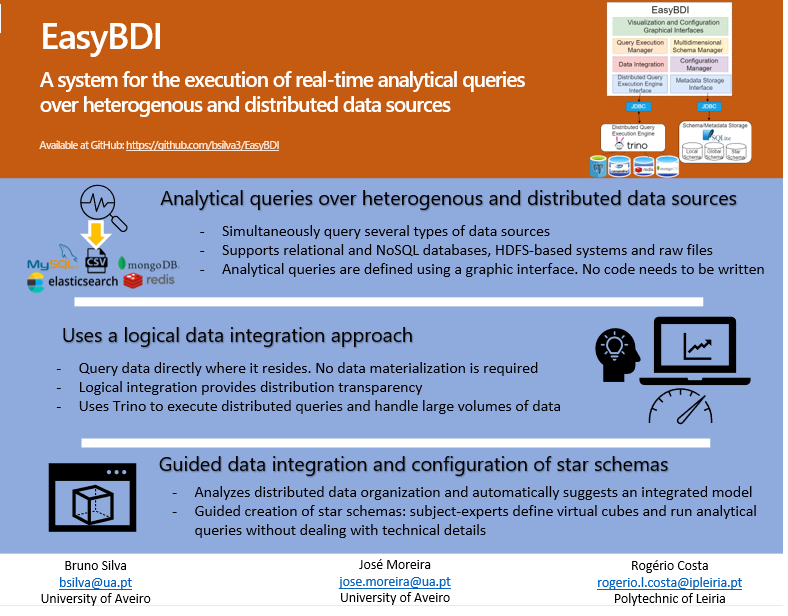 EasyBDI
A system for the execution of real-time analytical queries
over heterogenous and distributed data sources
Available at GitHub: https://github.com/bsilva3/EasyBDI
EasyBDI
Visualization and Configuration
Graphical Interfaces
Query Execution
Manager
Multidimensional
Schema Manager
Data Integration
Configuration
Manager
Distributed Query
Execution Engine
Interface
Metadata Storage
Interface
JDBC
JDBC
Distributed Query
Execution Engine
trino
Schema/Metadata Storage
SQLite
Local
Schema
Global
Schema
Star
Schema
redis
Analytical queries over heterogenous and distributed data sources
- Simultaneously query several types of data sources
- Supports relational and NoSQL databases, HDFS-based systems and raw files
- Analytical queries are defined using a graphic interface. No code needs to be written
MySQL
CSV
mongoDB.
elasticsearch
redis
Uses a logical data integration approach
- Query data directly where it resides. No data materialization is required
- Logical integration provides distribution transparency
- Uses Trino to execute distributed queries and handle large volumes of data
Guided data integration and configuration of star schemas
- Analyzes distributed data organization and automatically suggests an integrated model
- Guided creation of star schemas: subject-experts define virtual cubes and run analytical
queries without dealing with technical details
Bruno Silva
bsilva@ua.pt
University of Aveiro
José Moreira
jose.moreira@ua.pt
University of Aveiro
Rogério Costa
rogerio.l.costa@ipleiria.pt
Polytechnic of Leiria